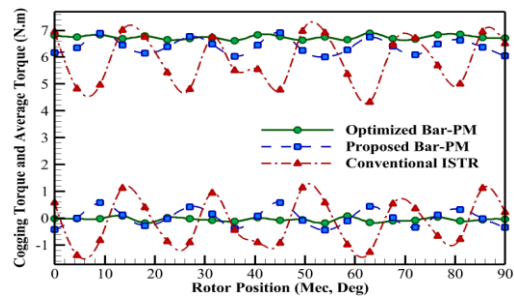 Cogging Torque and Average Torque (N.m)
7
6
5
4
3
2
1
0
-1
Optimized Bar-PM
Proposed Bar-PM
Conventional ISTR
0 10 20 30 40 50 60 70 80 90
Rotor Position (Mec, Deg)